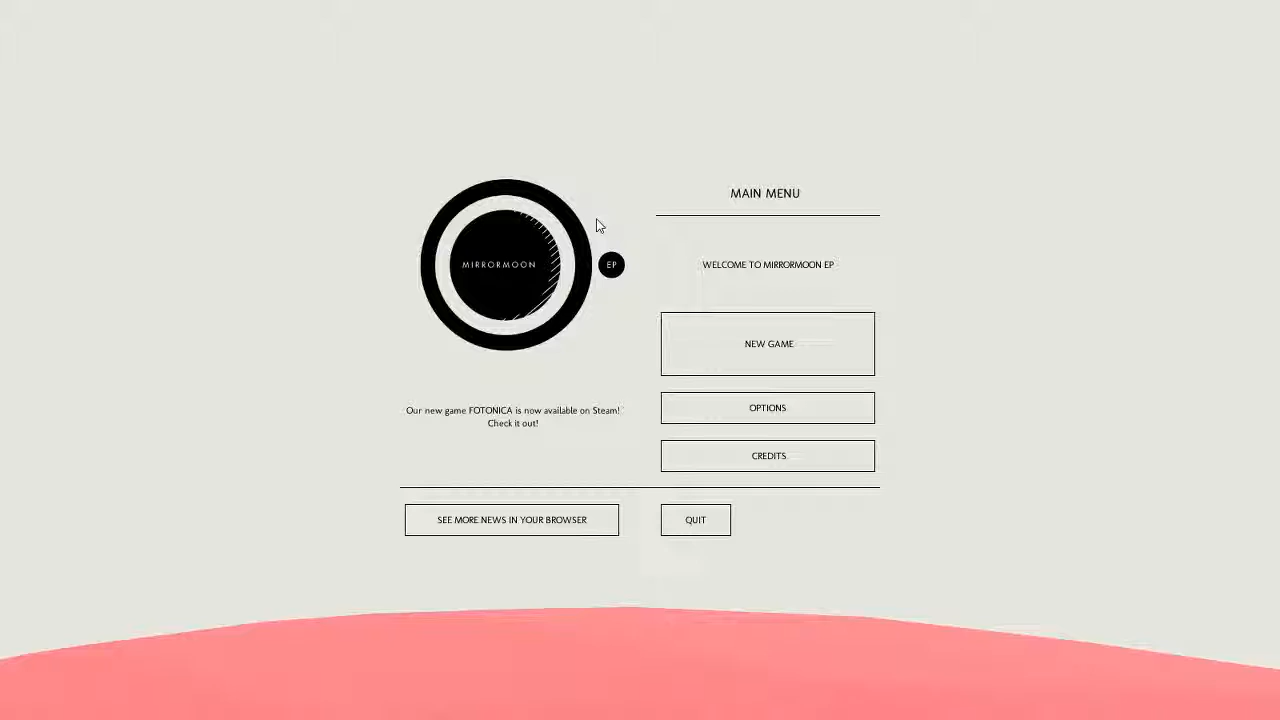 MIRRORMOON
EP
Our new game FOTONICA is now available on Steam!
Check it out!
SEE MORE NEWS IN YOUR BROWSER
MAIN MENU
WELCOME TO MIRRORMOON EP
NEW GAME
OPTIONS
CREDITS
QUIT